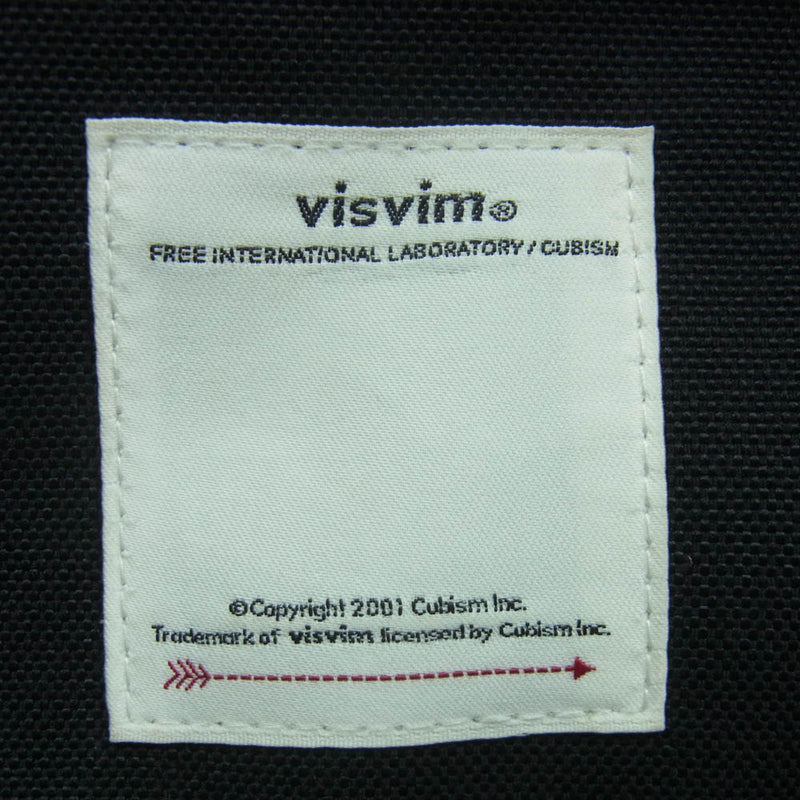 visvim®
FREE INTERNATIONAL LABORATORY / CUBISM
©Copyright 2001 Cubism Inc.
Trademark of visvim licensed by Cubism Inc.